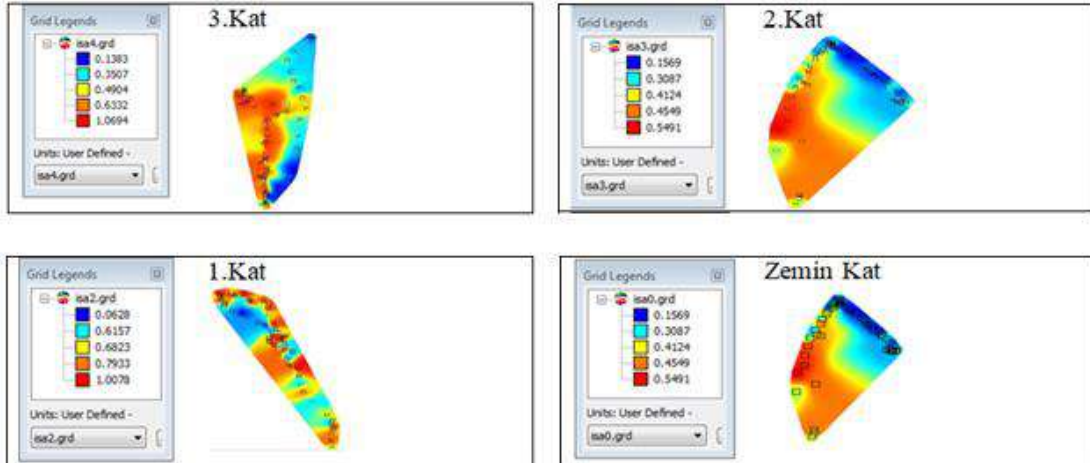 Grid Legends
3.Kat
isa4.grd
0.1383
0.3507
0.4904
0.6332
1.0694
Units: User Defined -
isa4.grd
Grid Legends
2.Kat
isa3.grd
0.1569
0.3087
0.4124
0.4549
0.5491
Units: User Defined -
isa3.grd
Grid Legends
1.Kat
isa2.grd
0.0628
0.6157
0.6823
0.7933
1.0078
Units: User Defined -
isa2.grd
Grid Legends
Zemin Kat
isa0.grd
0.1569
0.3087
0.4124
0.4549
0.5491
Units: User Defined -
isa0.grd